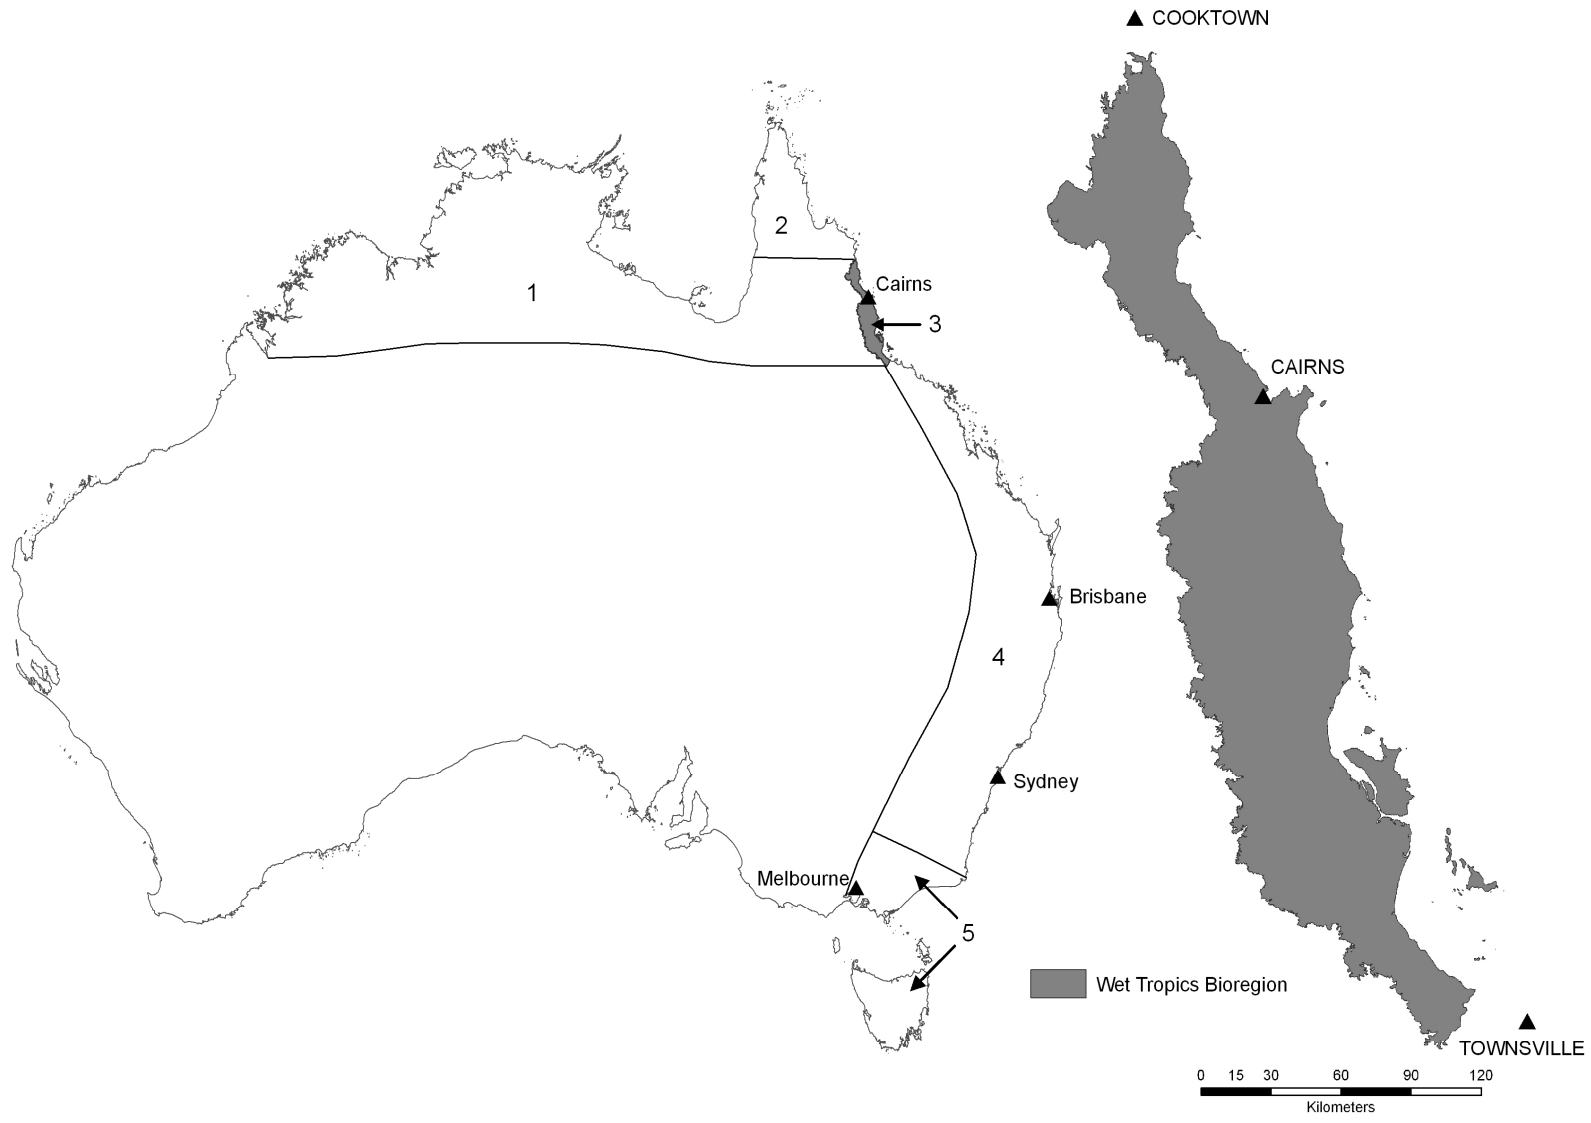 COOKTOWN
2
Cairns
1
3
CAIRNS
Brisbane
4
Sydney
Melbourne
5
Wet Tropics Bioregion
TOWNSVILLE
0 15 30 60 90 120
Kilometers